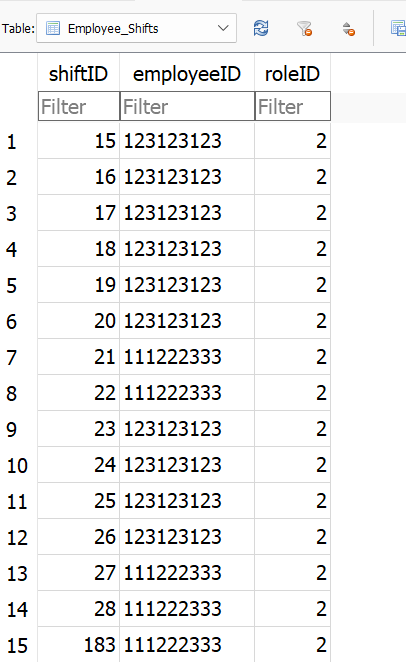 Table: Employee_Shifts
shiftID employeeID roleID
Filter Filter Filter
1 15 123123123 2
2 16 123123123 2
3 17 123123123 2
4 18 123123123 2
5 19 123123123 2
6 20 123123123 2
7 21 111222333 2
8 22 111222333 2
9 23 123123123 2
10 24 123123123 2
11 25 123123123 2
12 26 123123123 2
13 27 111222333 2
14 28 111222333 2
15 183 111222333 2